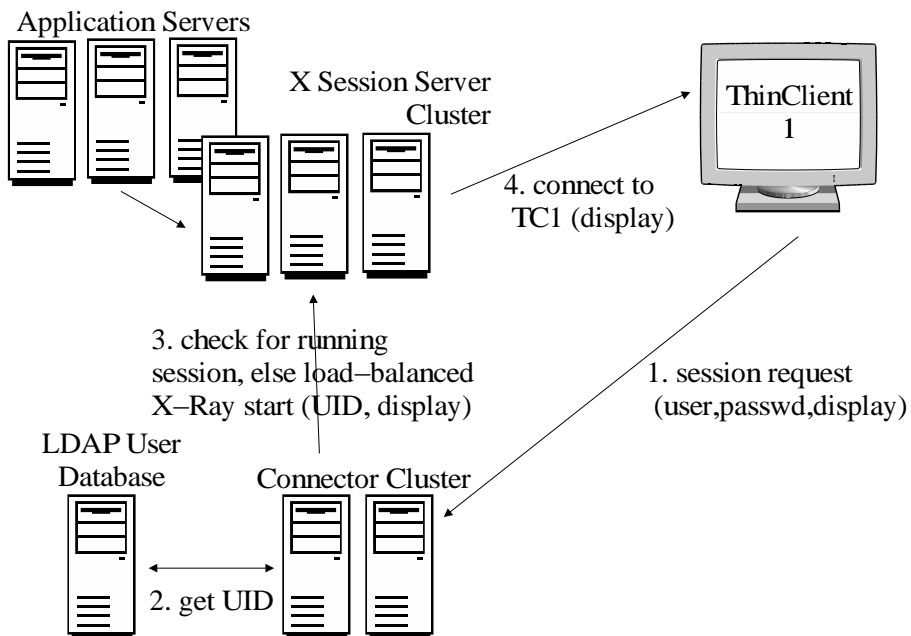 Application Servers
X Session Server
Cluster
ThinClient
1
4. connect to
TC1 (display)
3. check for running
session, else load–balanced
X–Ray start (UID, display)
1. session request
(user,passwd,display)
LDAP User
Database
Connector Cluster
2. get UID